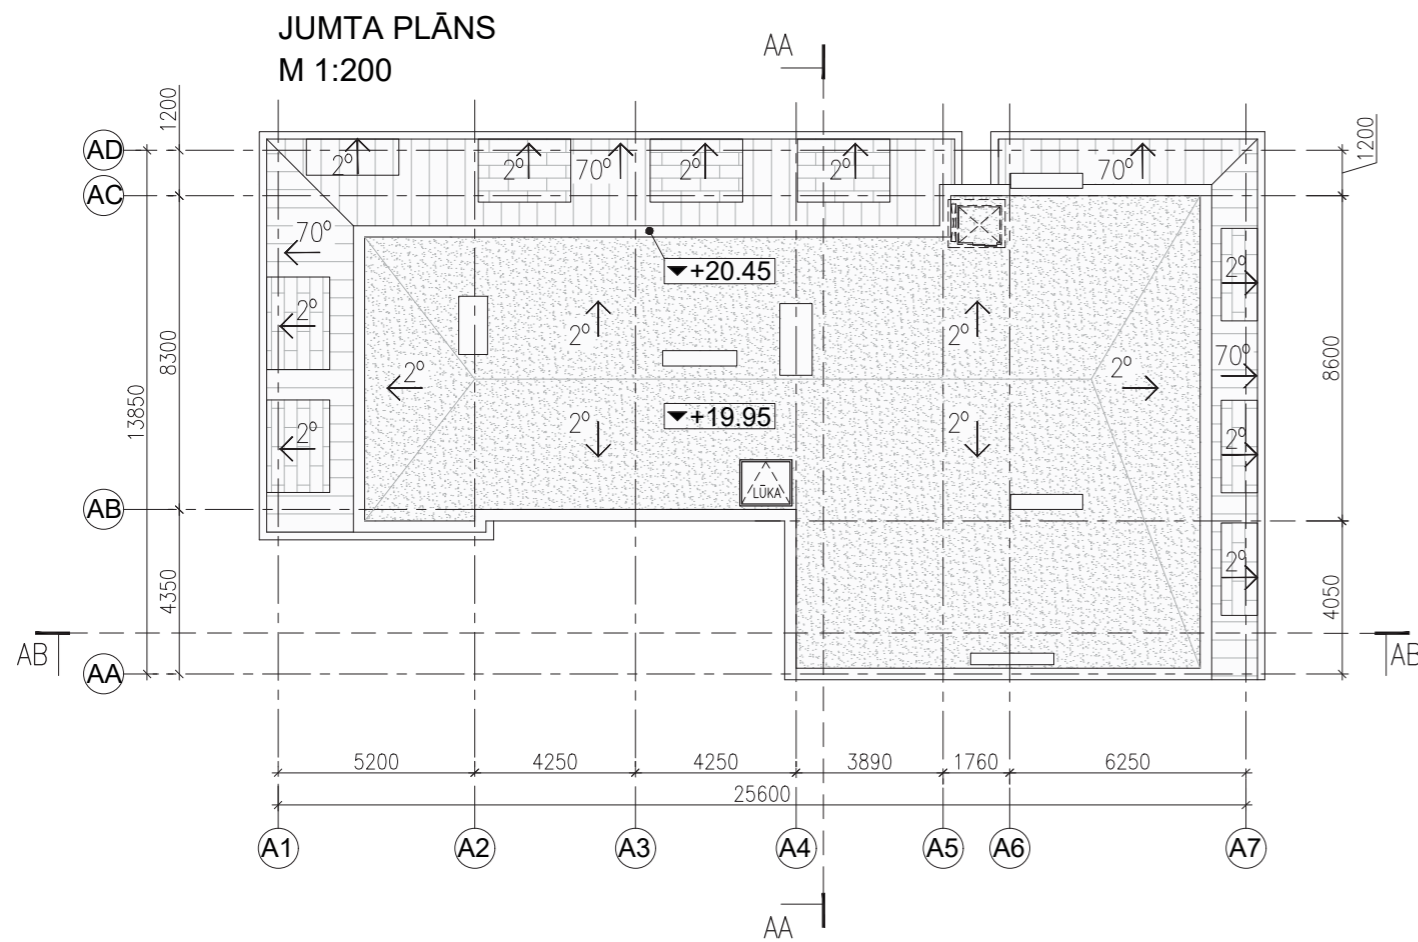 JUMTA PLĀNS
M 1:200
AA
1200
1200
AD
2º
2º
70º
2º
2º
70º
AC
70º
2º
+20.45
2º
2º
2º
8300
13850
8600
2º
2º
70º
2º
+19.95
2º
2º
2º
2º
LŪKA
AB
2º
4350
4050
AB
AB
AA
5200
4250
4250
3890
1760
6250
25600
A1
A2
A3
A4
A5
A6
A7
AA